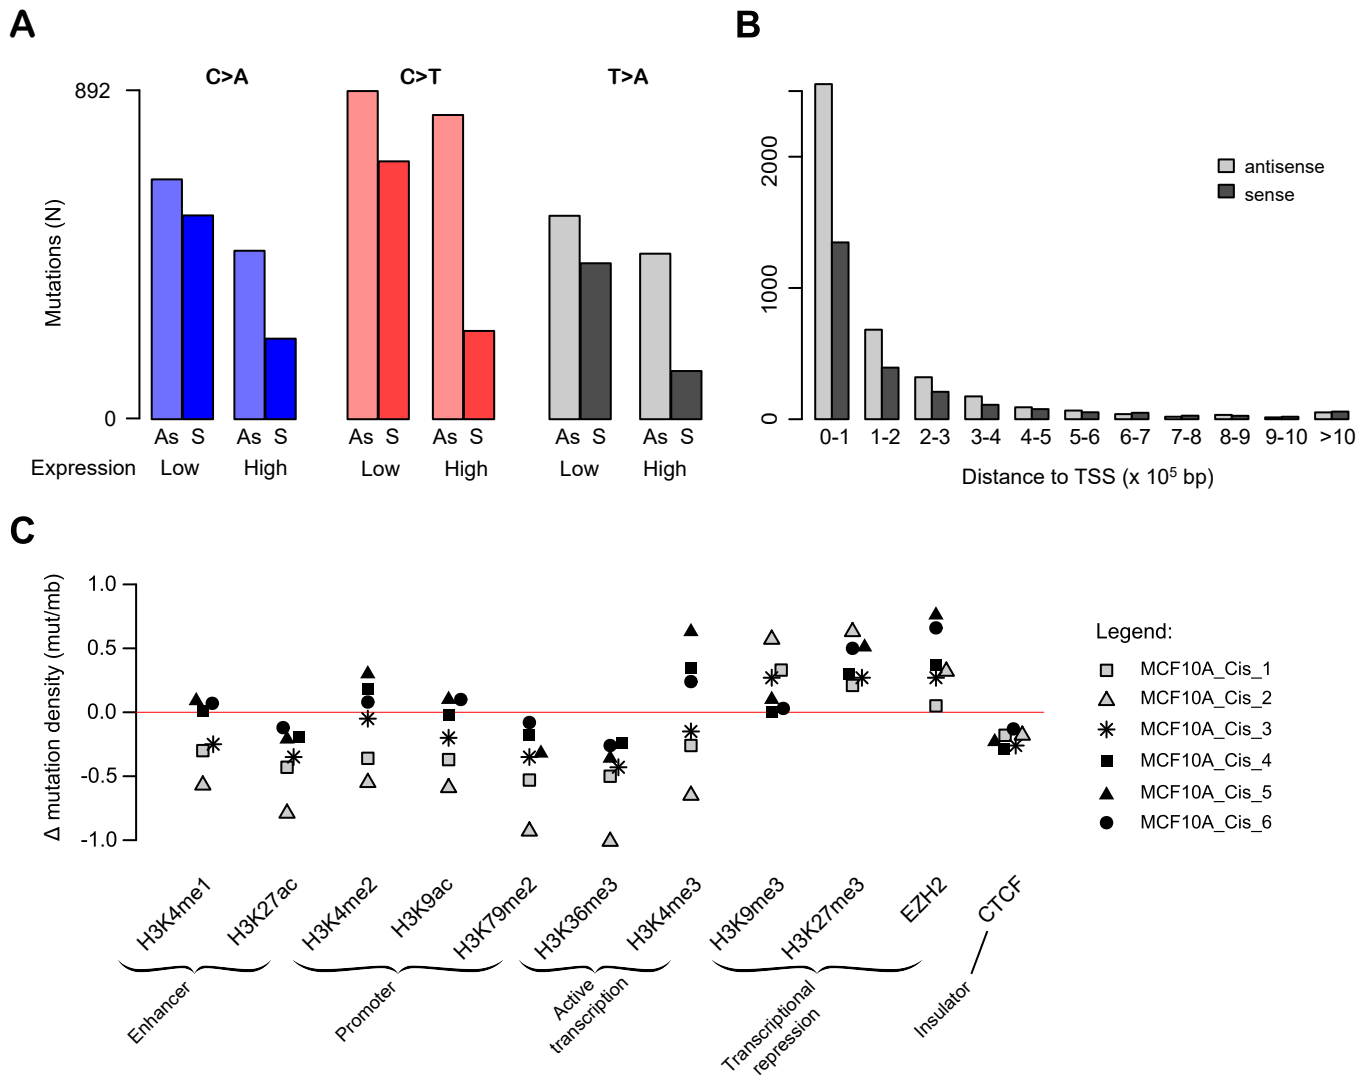 A
C>A
C>T
T>A
892
0
Mutations (N)
As S
As S
As S
As S
As S
As S
Expression
Low
High
Low
High
Low
High
B
2000
1000
0
antisense
sense
0-1 1-2 2-3 3-4 4-5 5-6 6-7 7-8 8-9 9-10 >10
Distance to TSS (x 10⁵ bp)
C
Δ mutation density (mut/mb)
1.0
0.5
0.0
-0.5
-1.0
Legend:
MCF10A_Cis_1
MCF10A_Cis_2
MCF10A_Cis_3
MCF10A_Cis_4
MCF10A_Cis_5
MCF10A_Cis_6
H3K4me1
H3K27ac
H3K4me2
H3K9ac
H3K79me2
H3K36me3
H3K4me3
H3K9me3
H3K27me3
EZH2
CTCF
Enhancer
Promoter
Active
transcription
Transcriptional
repression
Insulator